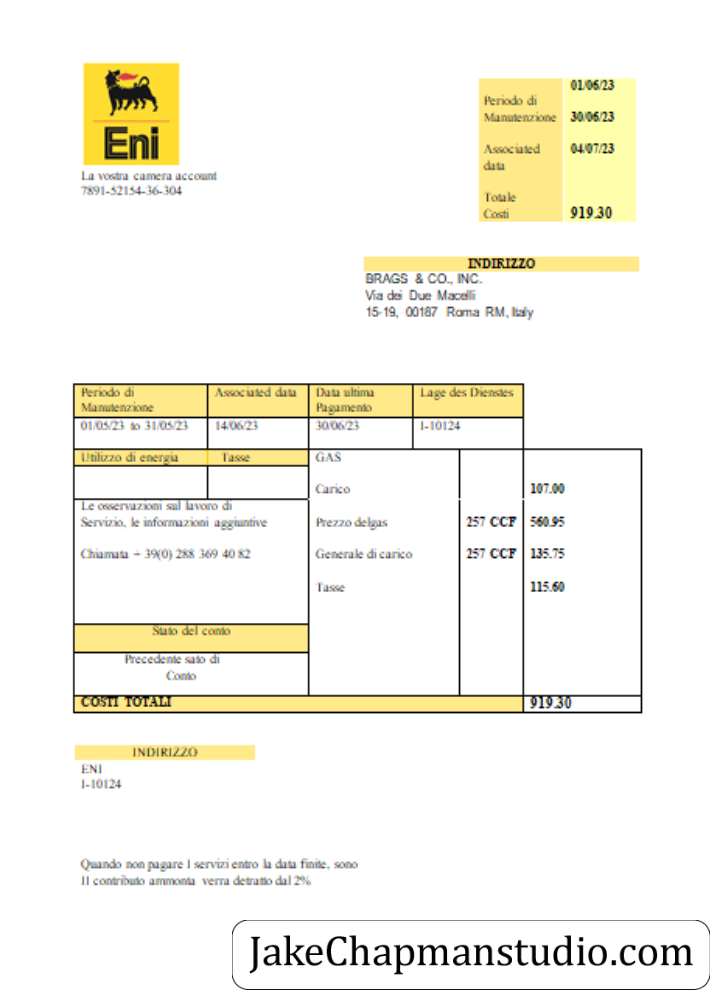 Eni
La vostra camera account
7891-52154-36-304
01/06/23
Periodo di
Manutenzione 30/06/23
Associated 04/07/23
data
Totale
Costi 919.30
INDIRIZZO
BRAGS & CO., INC.
Via dei Due Macelli
15-19, 00187 Roma RM, Italy
Periodo di Associated data Data ultima Lage des Dienstes
Manutenzione Pagamento
01/05/23 to 31/05/23 14/06/23 30/06/23 I-10124
Utilizzo di energia Tasse GAS
Carico 107.00
Le osservazioni sul lavoro di
Servizio, le informazioni aggiuntive Prezzo delgas 257 CCF 560.95
Chiamata + 39(0) 288 369 40 82 Generale di carico 257 CCF 135.75
Tasse 115.60
Stato del conto
Precedente sato di
Conto
COSTI TOTALI 919.30
INDIRIZZO
ENI
I-10124
Quando non pagare I servizi entro la data finite, sono
Il contributo ammonta verra detratto dal 2%
JakeChapmanstudio.com